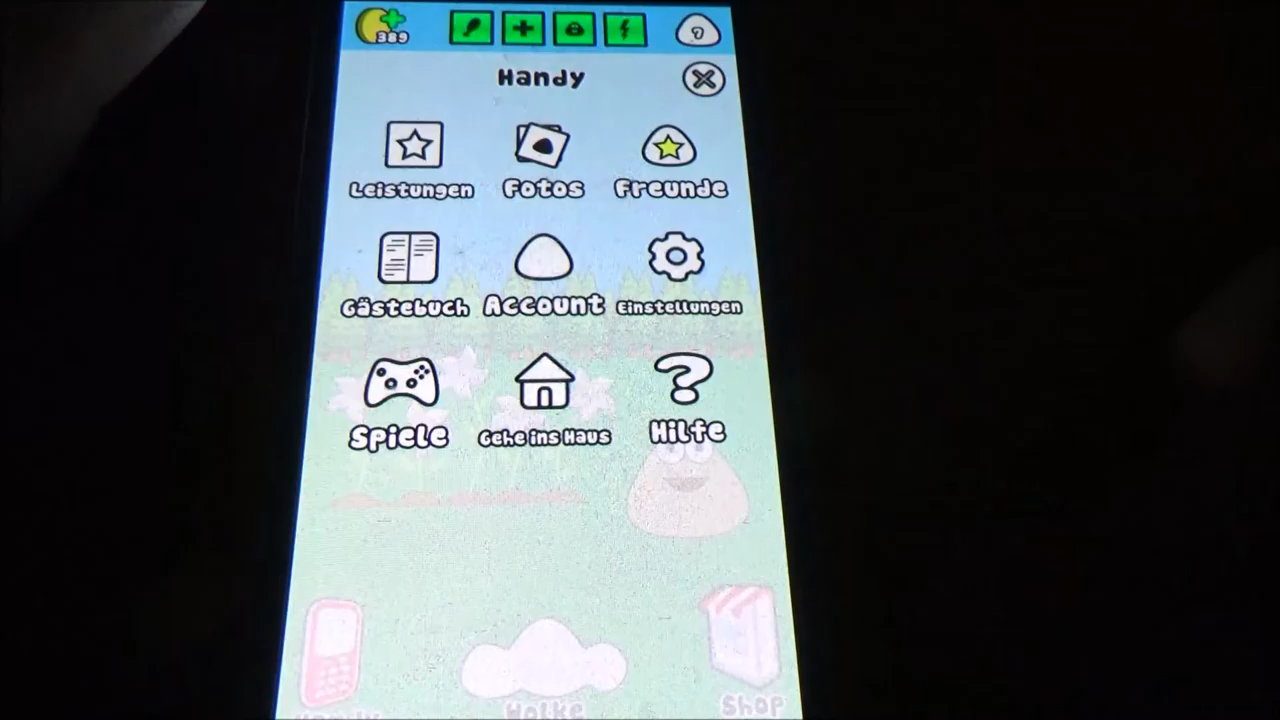 389
?
Handy
Leistungen Fotos Freunde
Gästebuch Account Einstellungen
Spiele Gehe ins Haus Hilfe
Wolke Shop